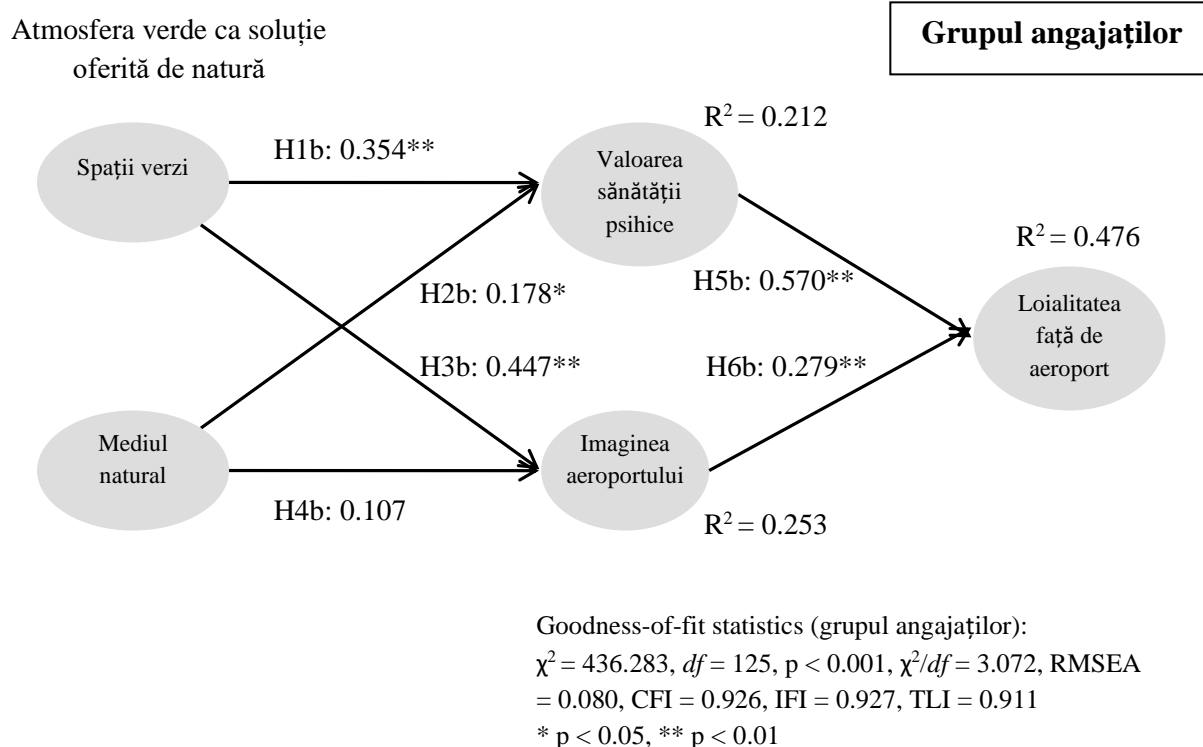 Atmosfera verde ca soluție
oferită de natură
Grupul angajaților
R² = 0.212
H1b: 0.354**
Spații verzi
Valoarea
sănătății
psihice
R² = 0.476
H2b: 0.178*
H5b: 0.570**
Loialitatea
față de
aeroport
H3b: 0.447**
H6b: 0.279**
Mediul
natural
Imaginea
aeroportului
H4b: 0.107
R² = 0.253
Goodness-of-fit statistics (grupul angajaților):
χ² = 436.283, df = 125, p < 0.001, χ²/df = 3.072, RMSEA
= 0.080, CFI = 0.926, IFI = 0.927, TLI = 0.911
* p < 0.05, ** p < 0.01